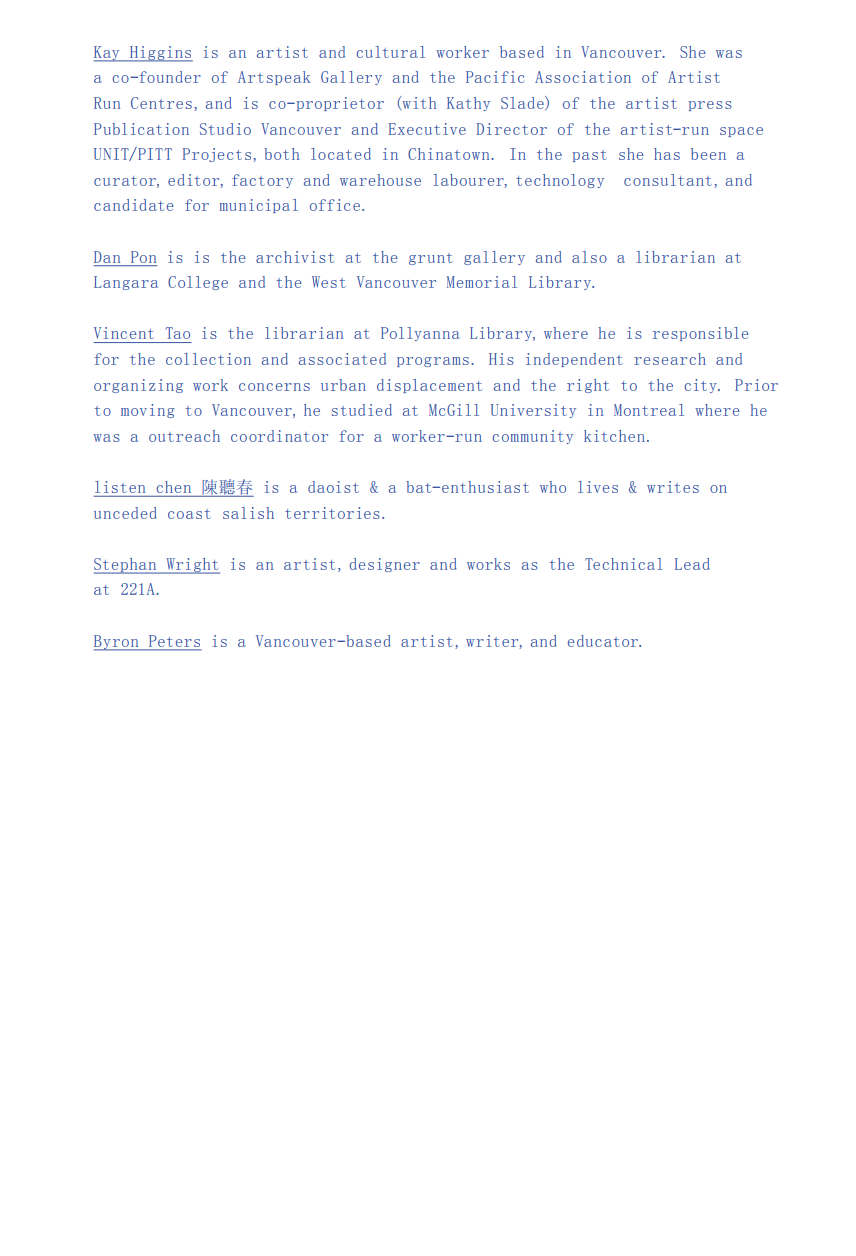 Kay Higgins is an artist and cultural worker based in Vancouver. She was
a co-founder of Artspeak Gallery and the Pacific Association of Artist
Run Centres, and is co-proprietor (with Kathy Slade) of the artist press
Publication Studio Vancouver and Executive Director of the artist-run space
UNIT/PITT Projects, both located in Chinatown. In the past she has been a
curator, editor, factory and warehouse labourer, technology consultant, and
candidate for municipal office.
Dan Pon is is the archivist at the grunt gallery and also a librarian at
Langara College and the West Vancouver Memorial Library.
Vincent Tao is the librarian at Pollyanna Library, where he is responsible
for the collection and associated programs. His independent research and
organizing work concerns urban displacement and the right to the city. Prior
to moving to Vancouver, he studied at McGill University in Montreal where he
was a outreach coordinator for a worker-run community kitchen.
listen chen 陳聽春 is a daoist & a bat-enthusiast who lives & writes on
unceded coast salish territories.
Stephan Wright is an artist, designer and works as the Technical Lead
at 221A.
Byron Peters is a Vancouver-based artist, writer, and educator.